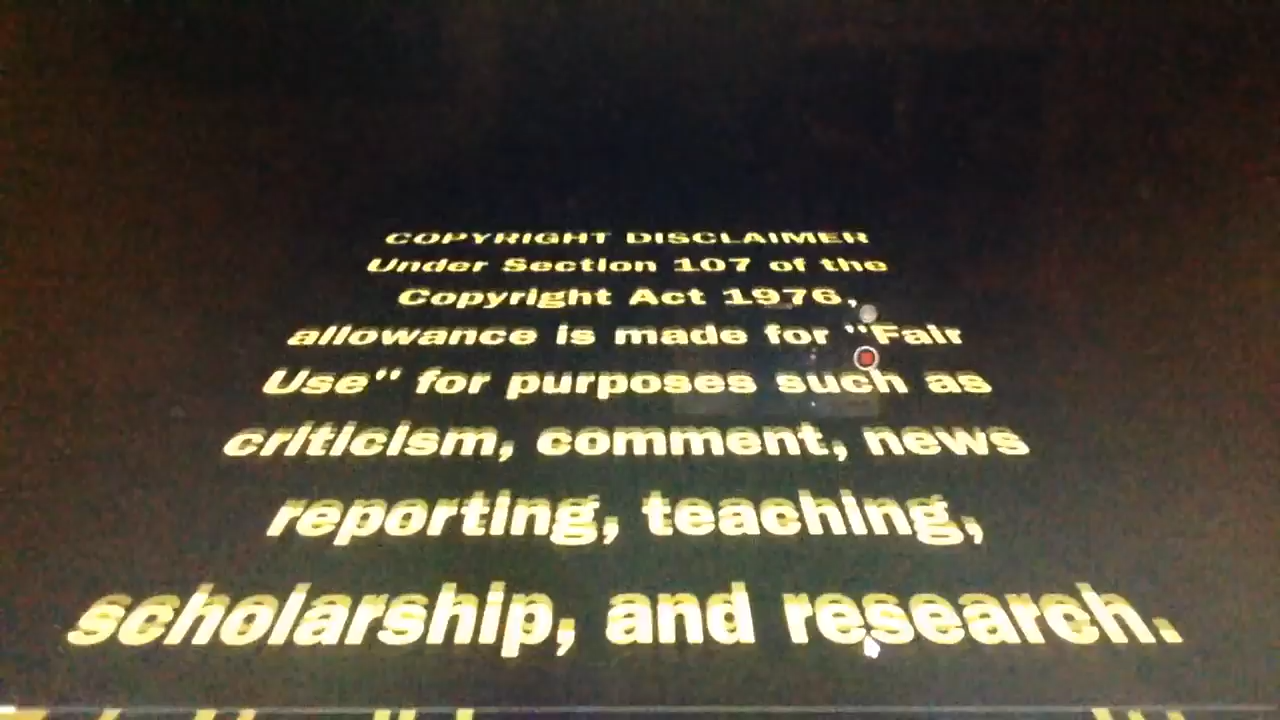 COPYRIGHT DISCLAIMER
Under Section 107 of the
Copyright Act 1976,
allowance is made for "Fair
Use" for purposes such as
criticism, comment, news
reporting, teaching,
scholarship, and research.